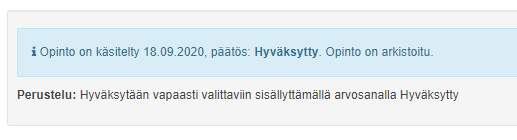 Opinto on käsitelty 18.09.2020, päätös: Hyväksytty. Opinto on arkistoitu.
Perustelu: Hyväksytään vapaasti valittaviin sisällyttämällä arvosanalla Hyväksytty